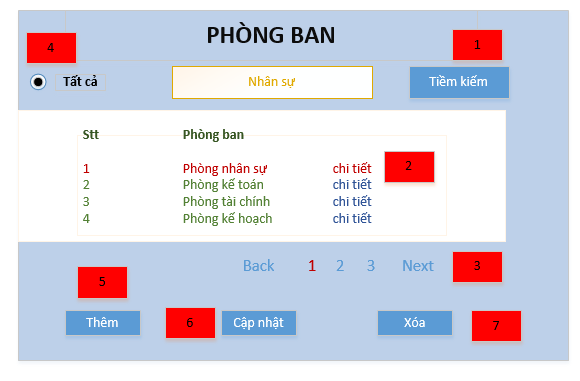 PHÒNG BAN
4
1
Tất cả
Nhân sự
Tiềm kiếm
Stt Phòng ban
1 Phòng nhân sự chi tiết
2
2 Phòng kế toán chi tiết
3 Phòng tài chính chi tiết
4 Phòng kế hoạch chi tiết
Back 1 2 3 Next
3
5
Thêm
6
Cập nhật
Xóa
7